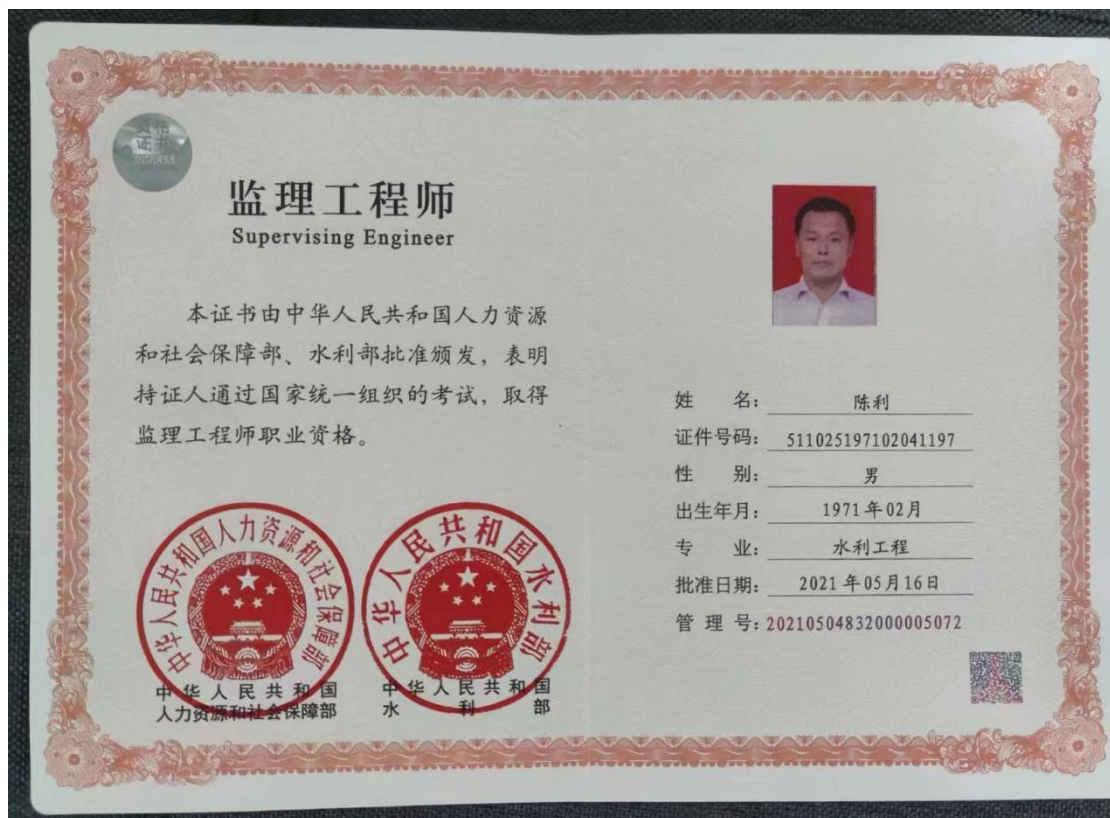 资格
证书
监理工程师
Supervising Engineer
本证书由中华人民共和国人力资源
和社会保障部、水利部批准颁发，表明
持证人通过国家统一组织的考试，取得
监理工程师职业资格。
中华人民共和国人力资源和社会保障部
中华人民共和国水利部
中华人民共和国
人力资源和社会保障部
中华人民共和国
水利部
姓名：陈利
证件号码：511025197102041197
性别：男
出生年月：1971年02月
专业：水利工程
批准日期：2021年05月16日
管理号：20210504832000005072